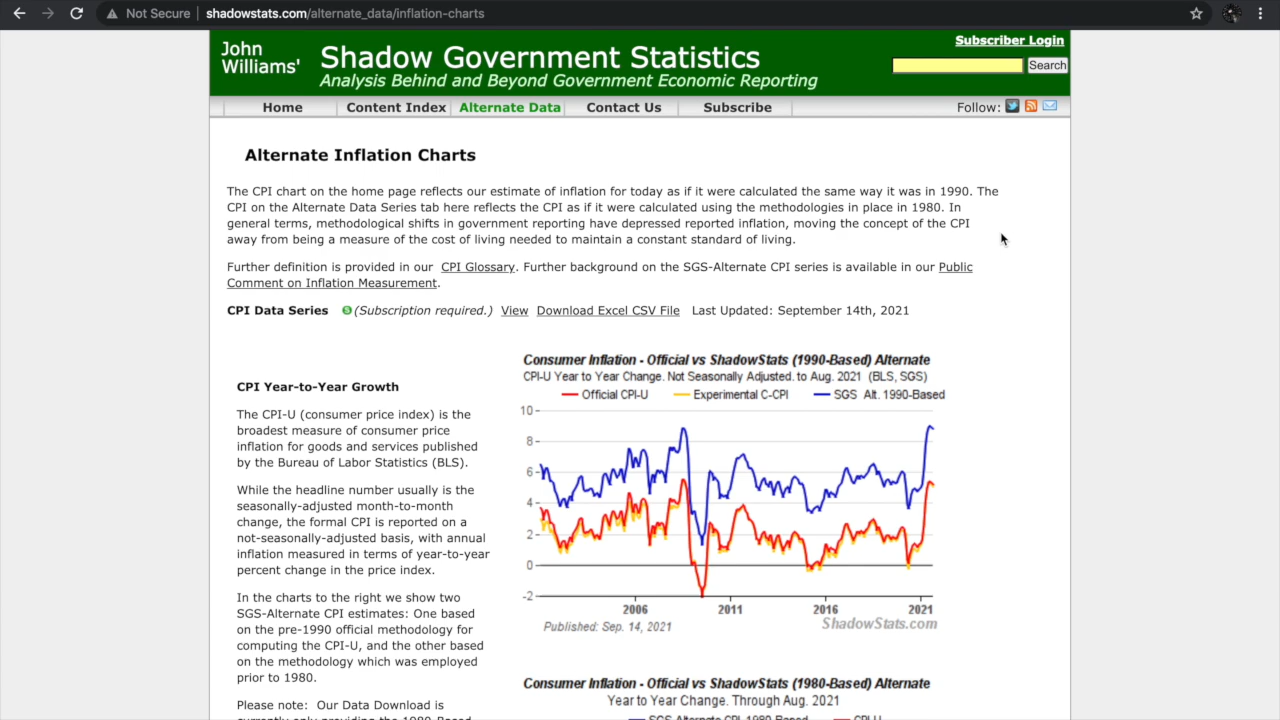 Not Secure | shadowstats.com/alternate_data/inflation-charts
John
Williams'
Shadow Government Statistics
Analysis Behind and Beyond Government Economic Reporting
Subscriber Login
Search
Home
Content Index
Alternate Data
Contact Us
Subscribe
Follow:
Alternate Inflation Charts
The CPI chart on the home page reflects our estimate of inflation for today as if it were calculated the same way it was in 1990. The
CPI on the Alternate Data Series tab here reflects the CPI as if it were calculated using the methodologies in place in 1980. In
general terms, methodological shifts in government reporting have depressed reported inflation, moving the concept of the CPI
away from being a measure of the cost of living needed to maintain a constant standard of living.
Further definition is provided in our CPI Glossary. Further background on the SGS-Alternate CPI series is available in our Public
Comment on Inflation Measurement.
CPI Data Series (Subscription required.) View Download Excel CSV File Last Updated: September 14th, 2021
CPI Year-to-Year Growth
The CPI-U (consumer price index) is the
broadest measure of consumer price
inflation for goods and services published
by the Bureau of Labor Statistics (BLS).
While the headline number usually is the
seasonally-adjusted month-to-month
change, the formal CPI is reported on a
not-seasonally-adjusted basis, with annual
inflation measured in terms of year-to-year
percent change in the price index.
In the charts to the right we show two
SGS-Alternate CPI estimates: One based
on the pre-1990 official methodology for
computing the CPI-U, and the other based
on the methodology which was employed
prior to 1980.
Please note: Our Data Download is
currently only providing the 1980-Based
Consumer Inflation - Official vs ShadowStats (1990-Based) Alternate
CPI-U Year to Year Change. Not Seasonally Adjusted. to Aug. 2021 (BLS, SGS)
Official CPI-U
Experimental C-CPI
SGS Alt. 1990-Based
10
8
6
4
2
0
-2
2006
2011
2016
2021
Published: Sep. 14, 2021
ShadowStats.com
Consumer Inflation - Official vs ShadowStats (1980-Based) Alternate
Year to Year Change. Through Aug. 2021
SGS Alternate CPI, 1980-Based
CPI-U